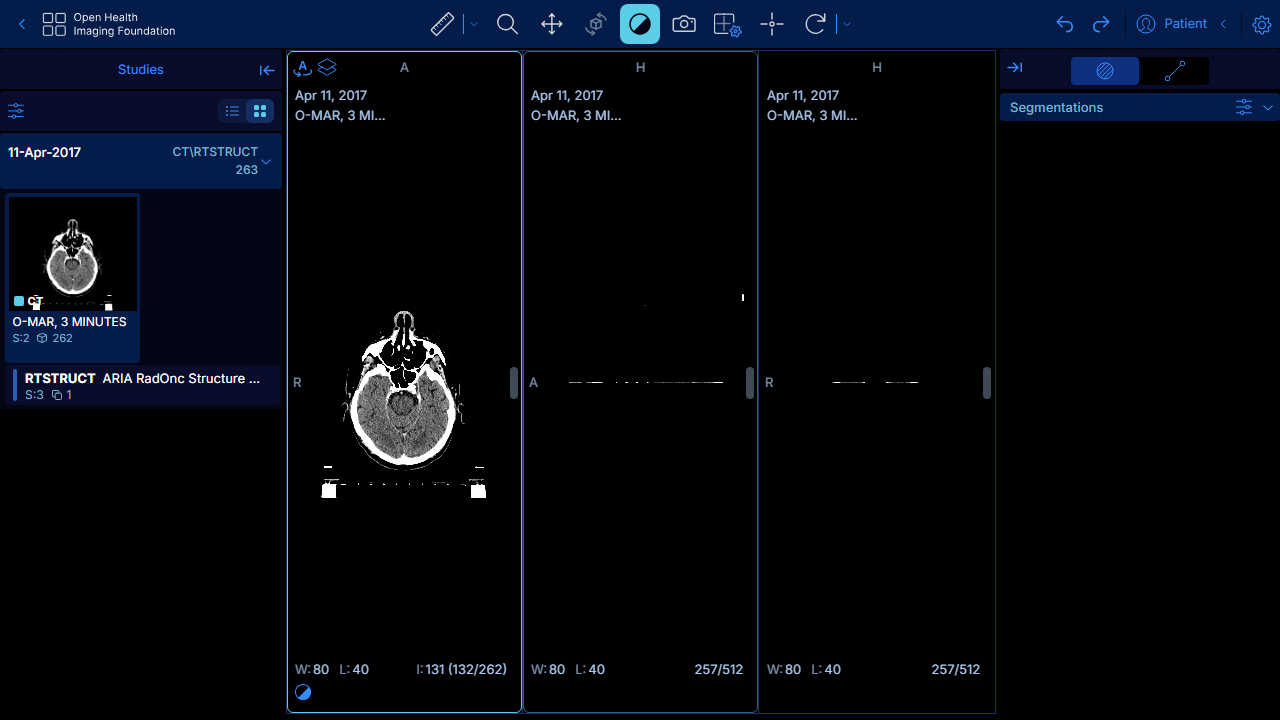 Open Health
Imaging Foundation
Patient
Studies
11-Apr-2017
CT\RTSTRUCT
263
CT
O-MAR, 3 MINUTES
S:2 262
RTSTRUCT ARIA RadOnc Structure ...
S:3 1
A
Apr 11, 2017
O-MAR, 3 MI...
R
W: 80 L: 40 I: 131 (132/262)
H
Apr 11, 2017
O-MAR, 3 MI...
A
W: 80 L: 40 257/512
H
Apr 11, 2017
O-MAR, 3 MI...
R
W: 80 L: 40 257/512
Segmentations